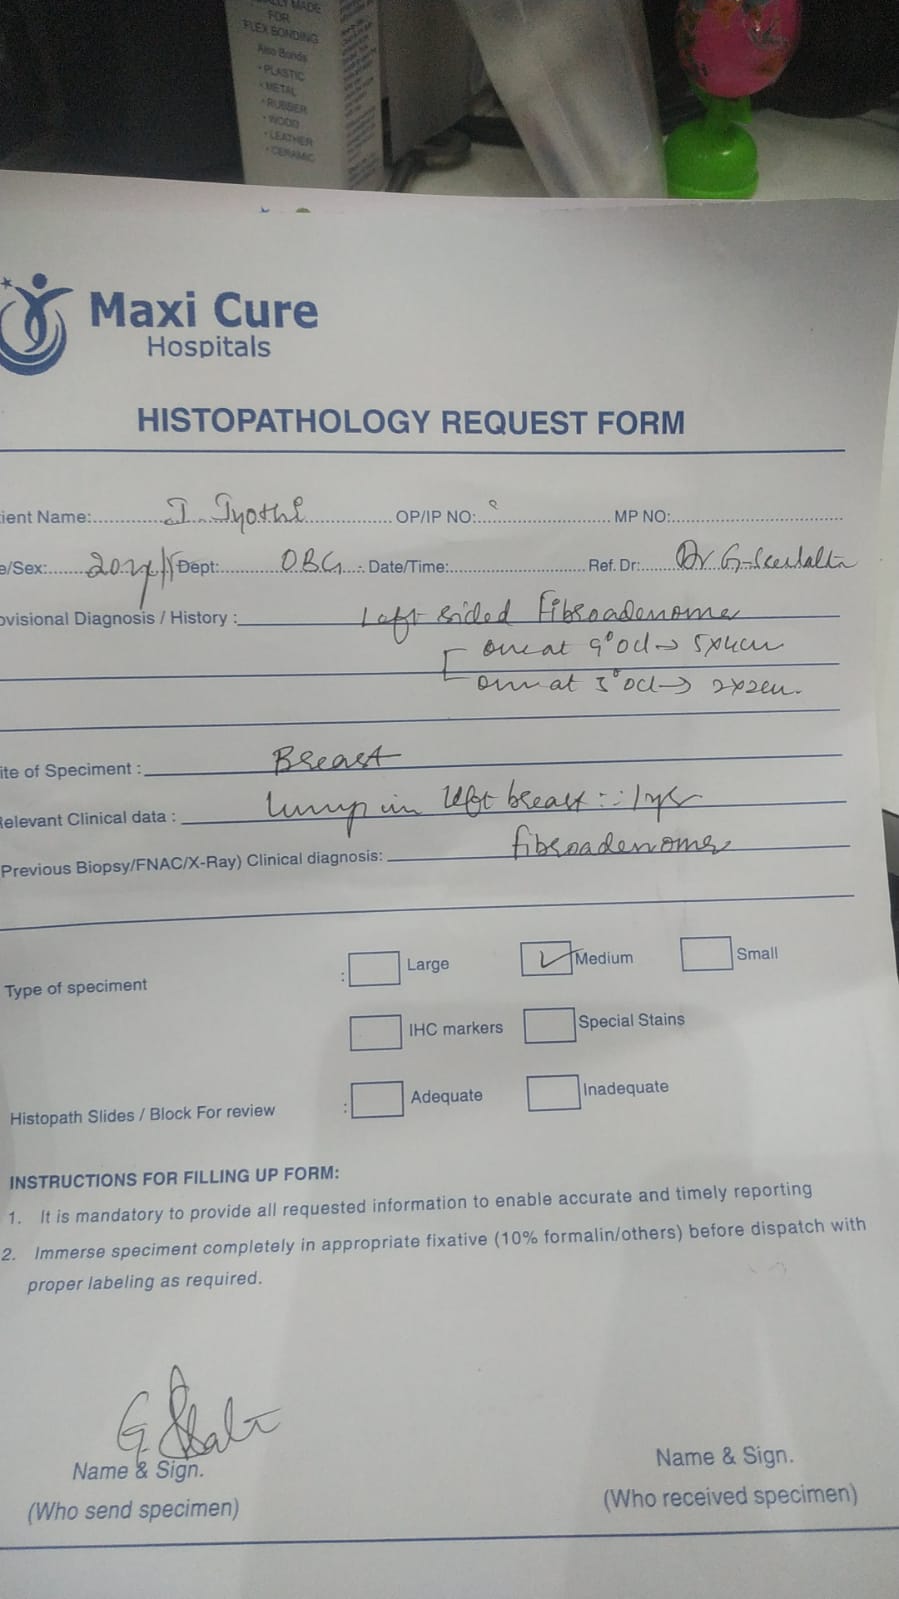 LLY MADE
FOR
FLEX BONDING
Also Bonds
• PLASTIC
• METAL
• RUBBER
• WOOD
• LEATHER
• CERAMIC
Maxi Cure
Hospitals
HISTOPATHOLOGY REQUEST FORM
ient Name: J. Jyothi OP/IP NO: MP NO:
e/Sex: 20y/F Dept: OBG Date/Time: Ref. Dr: Dr G.
ovisional Diagnosis / History : Left sided Fibroadenoma
one at 9° ocl → 5x4cm
one at 3° ocl → 2x2cm.
ite of Speciment : Breast
Relevant Clinical data : lump in left breast :: 1yr
Previous Biopsy/FNAC/X-Ray) Clinical diagnosis: fibroadenoma
Type of speciment : Large Medium Small
IHC markers Special Stains
Histopath Slides / Block For review : Adequate Inadequate
INSTRUCTIONS FOR FILLING UP FORM:
1. It is mandatory to provide all requested information to enable accurate and timely reporting
2. Immerse speciment completely in appropriate fixative (10% formalin/others) before dispatch with
proper labeling as required.
Name & Sign. Name & Sign.
(Who send specimen) (Who received specimen)